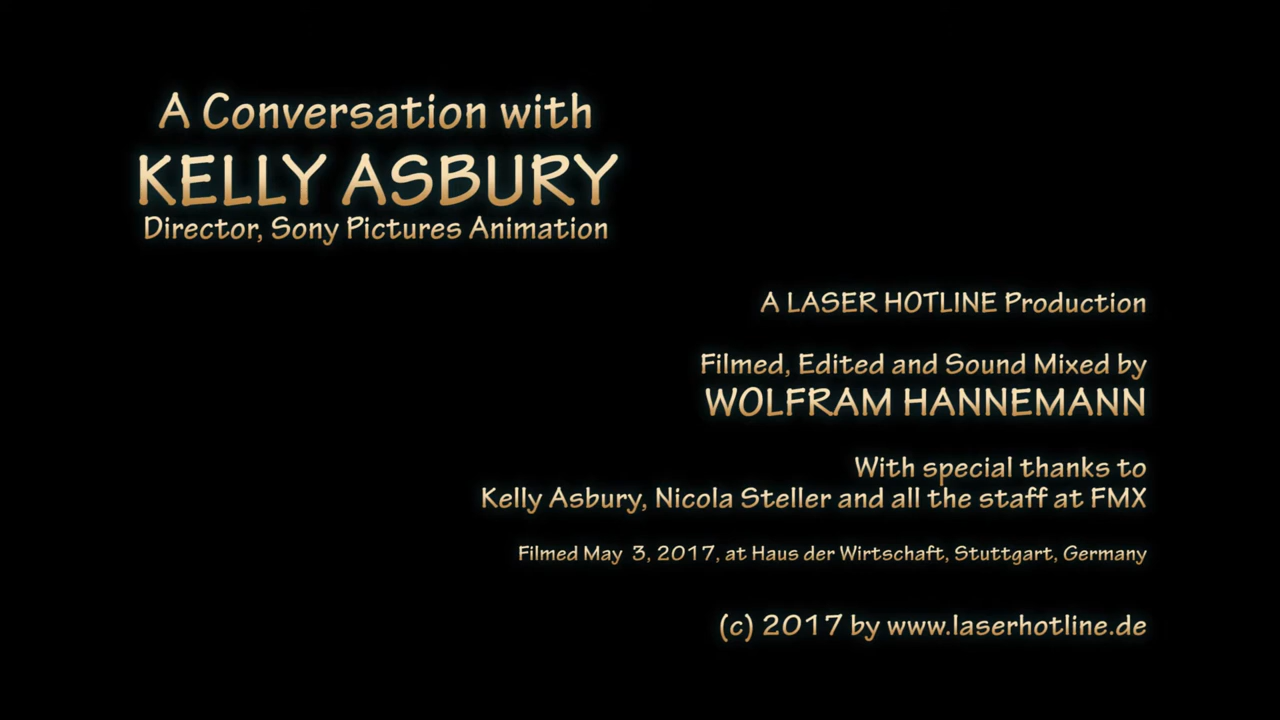 A Conversation with
KELLY ASBURY
Director, Sony Pictures Animation
A LASER HOTLINE Production
Filmed, Edited and Sound Mixed by
WOLFRAM HANNEMANN
With special thanks to
Kelly Asbury, Nicola Steller and all the staff at FMX
Filmed May 3, 2017, at Haus der Wirtschaft, Stuttgart, Germany
(c) 2017 by www.laserhotline.de